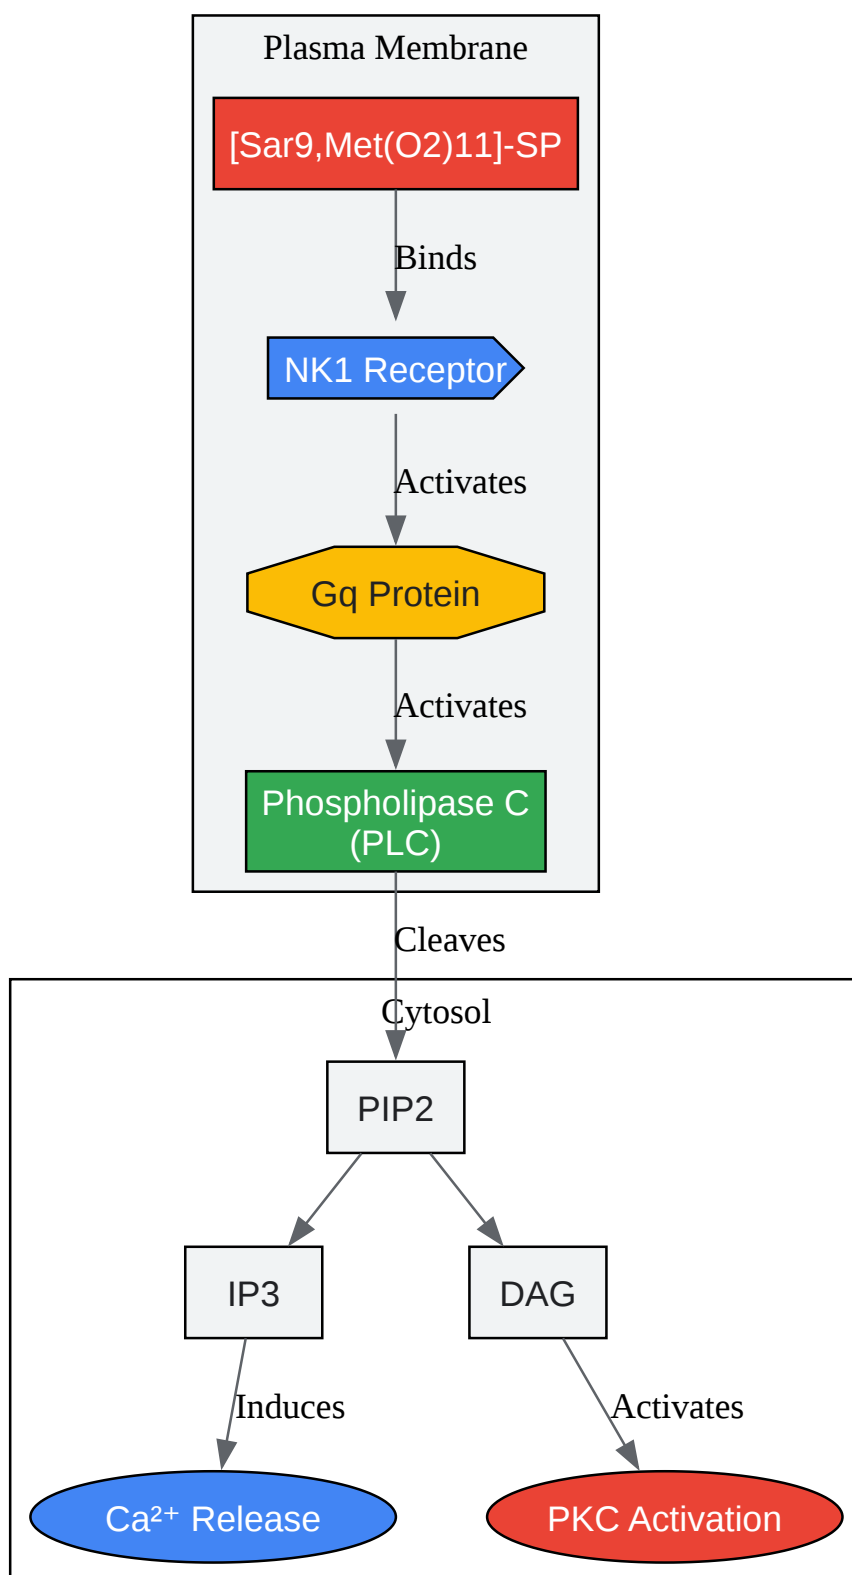 Plasma Membrane
[Sar9,Met(O2)11]-SP
Binds
NK1 Receptor
Activates
Gq Protein
Activates
Phospholipase C
(PLC)
Cleaves
Cytosol
PIP2
IP3
DAG
Induces
Activates
Ca²⁺ Release
PKC Activation